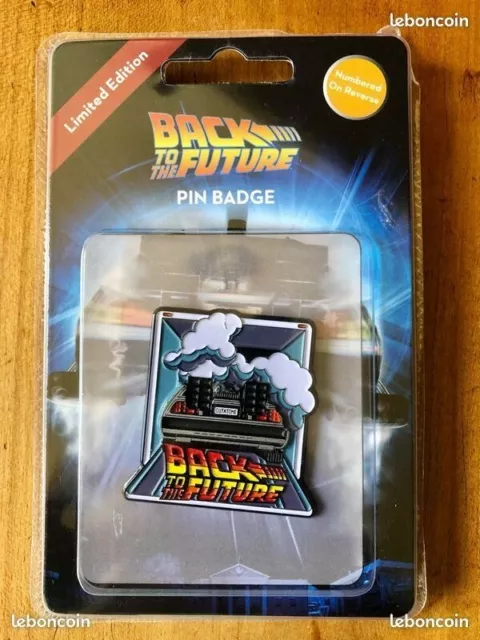 leboncoin
Limited Edition
Numbered
On Reverse
BACK
TO THE FUTURE
PIN BADGE
OUTATIME
BACK
TO THE FUTURE
leboncoin
leboncoin